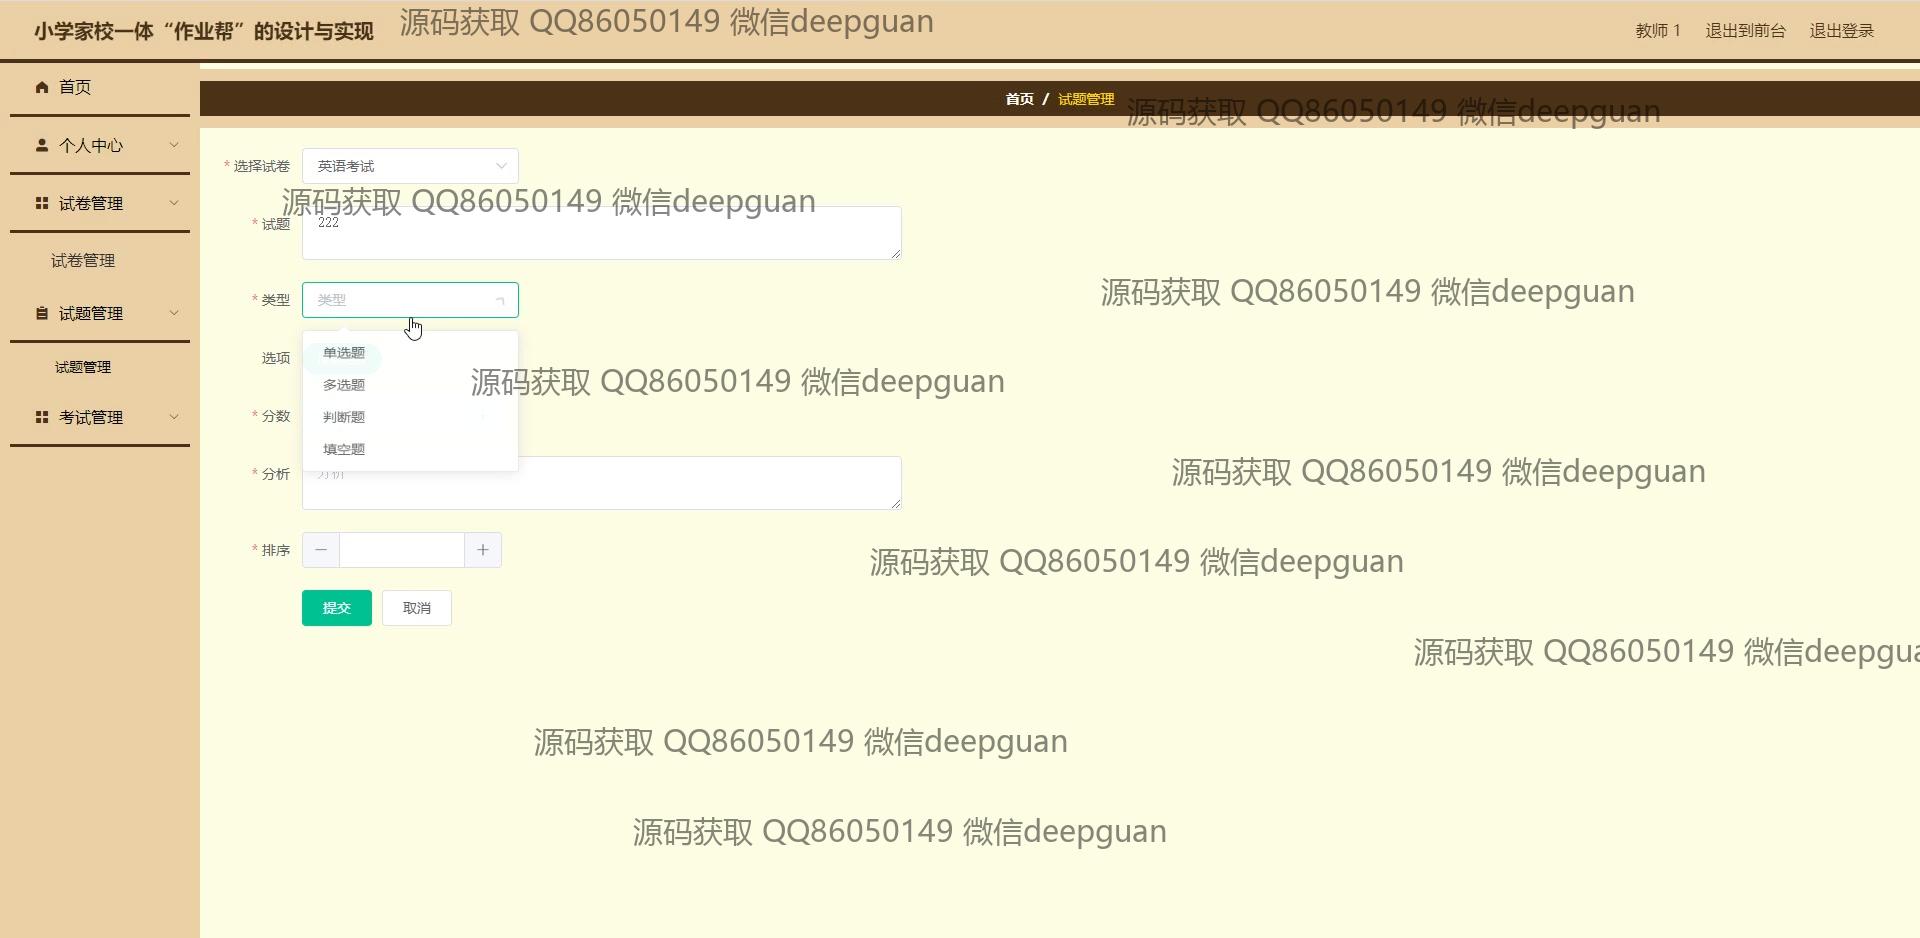 小学家校一体“作业帮”的设计与实现
源码获取 QQ86050149 微信deepguan
教师 1 退出到前台 退出登录
首页
个人中心
试卷管理
试卷管理
试题管理
试题管理
考试管理
首页 / 试题管理
源码获取 QQ86050149 微信deepguan
* 选择试卷 英语考试
源码获取 QQ86050149 微信deepguan
* 试题 222
源码获取 QQ86050149 微信deepguan
* 类型 类型
选项
单选题
多选题
判断题
填空题
源码获取 QQ86050149 微信deepguan
* 分数
* 分析
源码获取 QQ86050149 微信deepguan
* 排序
源码获取 QQ86050149 微信deepguan
提交 取消
源码获取 QQ86050149 微信deepgua
源码获取 QQ86050149 微信deepguan
源码获取 QQ86050149 微信deepguan